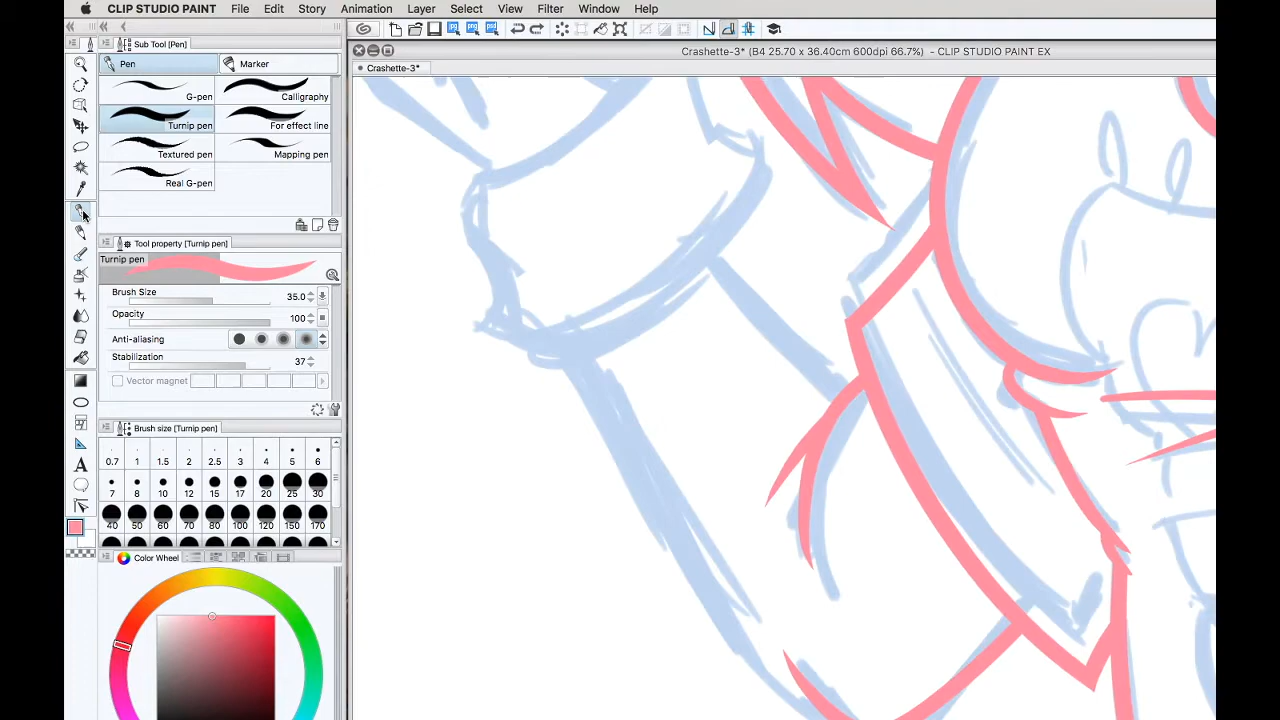 CLIP STUDIO PAINT File Edit Story Animation Layer Select View Filter Window Help
Crashette-3* (B4 25.70 x 36.40cm 600dpi 66.7%) - CLIP STUDIO PAINT EX
Sub Tool [Pen]
Crashette-3*
Pen Marker
G-pen Calligraphy
Turnip pen For effect line
Textured pen Mapping pen
Real G-pen
Tool property [Turnip pen]
Turnip pen
Brush Size 35.0
Opacity 100
Anti-aliasing
Stabilization 37
Vector magnet
Brush size [Turnip pen]
0.7 1 1.5 2 2.5 3 4 5 6
7 8 10 12 15 17 20 25 30
40 50 60 70 80 100 120 150 170
Color Wheel